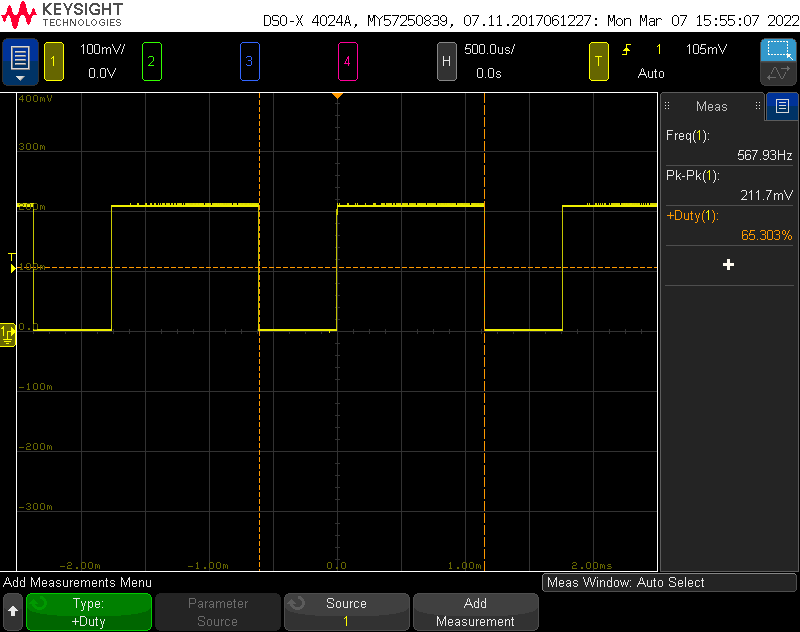 KEYSIGHT
TECHNOLOGIES
DSO-X 4024A, MY57250839, 07.11.2017061227: Mon Mar 07 15:55:07 2022
1 100mV/ 0.0V 2 3 4 H 500.0us/ 0.0s T 1 105mV Auto
400mV
300m
200m
T
100m
1
0.0
-100m
-200m
-300m
-2.00m -1.00m 0.0 1.00m 2.00ms
Meas
Freq(1):
567.93Hz
Pk-Pk(1):
211.7mV
+Duty(1):
65.303%
+
Add Measurements Menu
Meas Window: Auto Select
Type:
+Duty
Parameter
Source
Source
1
Add
Measurement